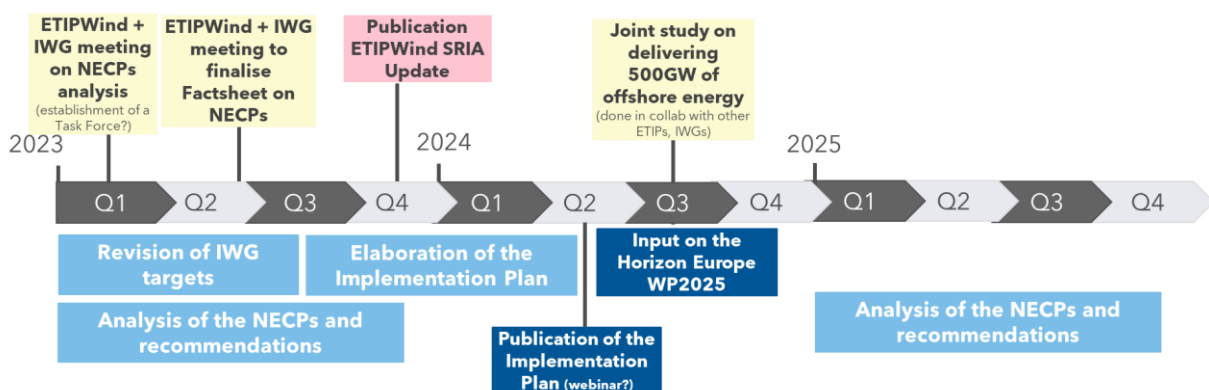 ETIPWind +
IWG meeting
on NECPs
analysis
(establishment of a
Task Force?)
ETIPWind + IWG
meeting to
finalise
Factsheet on
NECPs
Publication
ETIPWind SRIA
Update
Joint study on
delivering
500GW of
offshore energy
(done in collab with other
ETIPs, IWGs)
2023
2024
2025
Q1
Q2
Q3
Q4
Q1
Q2
Q3
Q4
Q1
Q2
Q3
Q4
Revision of IWG
targets
Elaboration of the
Implementation Plan
Input on the
Horizon Europe
WP2025
Analysis of the NECPs and
recommendations
Analysis of the NECPs and
recommendations
Publication of the
Implementation
Plan (webinar?)